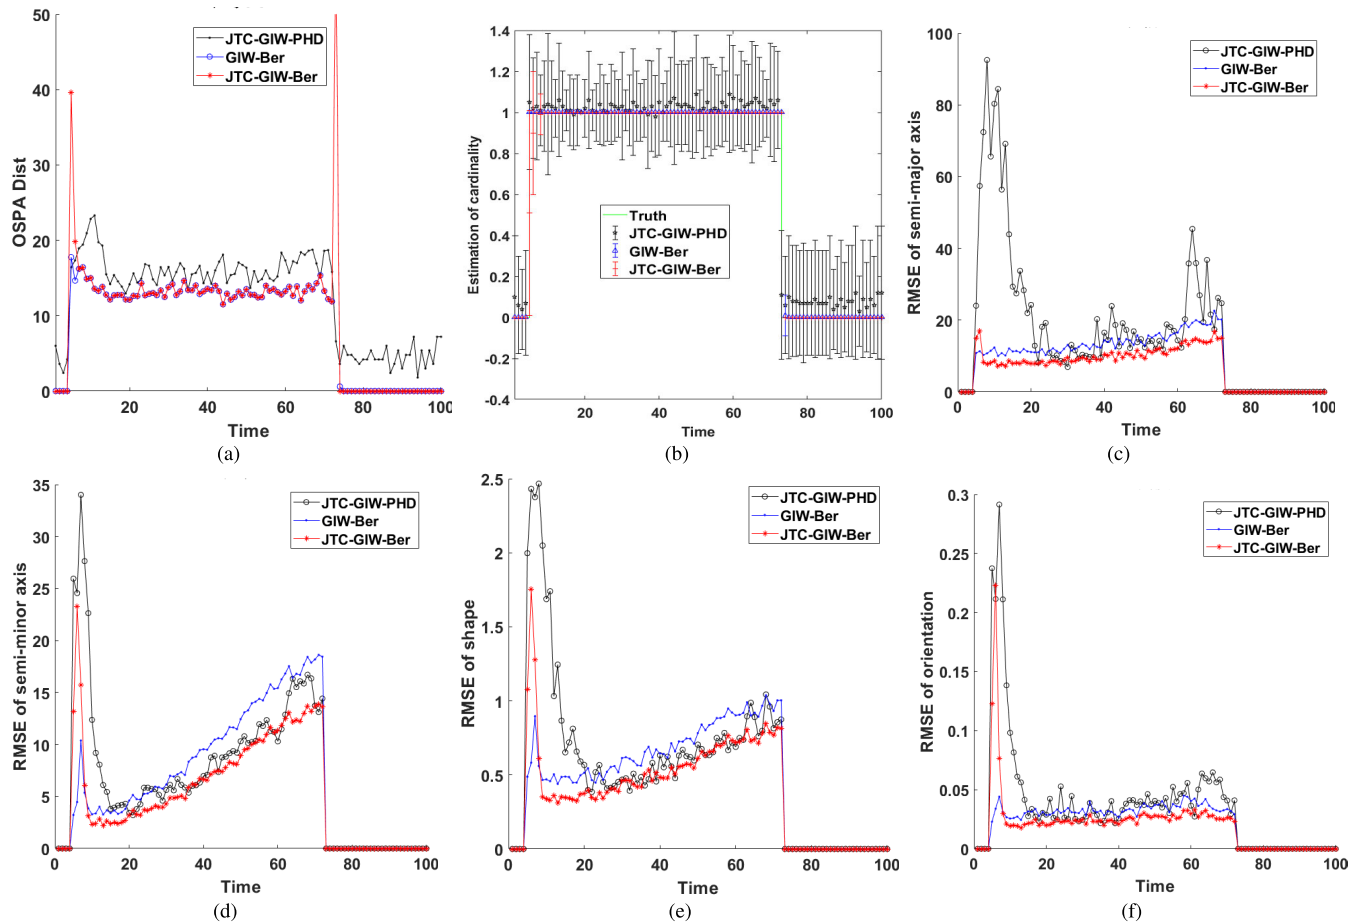 50
40
30
20
10
0
20
40
60
80
100
OSPA Dist
Time
JTC-GIW-PHD
GIW-Ber
JTC-GIW-Ber
(a)
1.4
1.2
1
0.8
0.6
0.4
0.2
0
-0.2
-0.4
20
40
60
80
100
Estimation of cardinality
Time
Truth
JTC-GIW-PHD
GIW-Ber
JTC-GIW-Ber
(b)
100
80
60
40
20
0
0
20
40
60
80
100
RMSE of semi-major axis
Time
JTC-GIW-PHD
GIW-Ber
JTC-GIW-Ber
(c)
35
30
25
20
15
10
5
0
0
20
40
60
80
100
RMSE of semi-minor axis
Time
JTC-GIW-PHD
GIW-Ber
JTC-GIW-Ber
(d)
2.5
2
1.5
1
0.5
0
0
20
40
60
80
100
RMSE of shape
Time
JTC-GIW-PHD
GIW-Ber
JTC-GIW-Ber
(e)
0.3
0.25
0.2
0.15
0.1
0.05
0
0
20
40
60
80
100
RMSE of orientation
Time
JTC-GIW-PHD
GIW-Ber
JTC-GIW-Ber
(f)